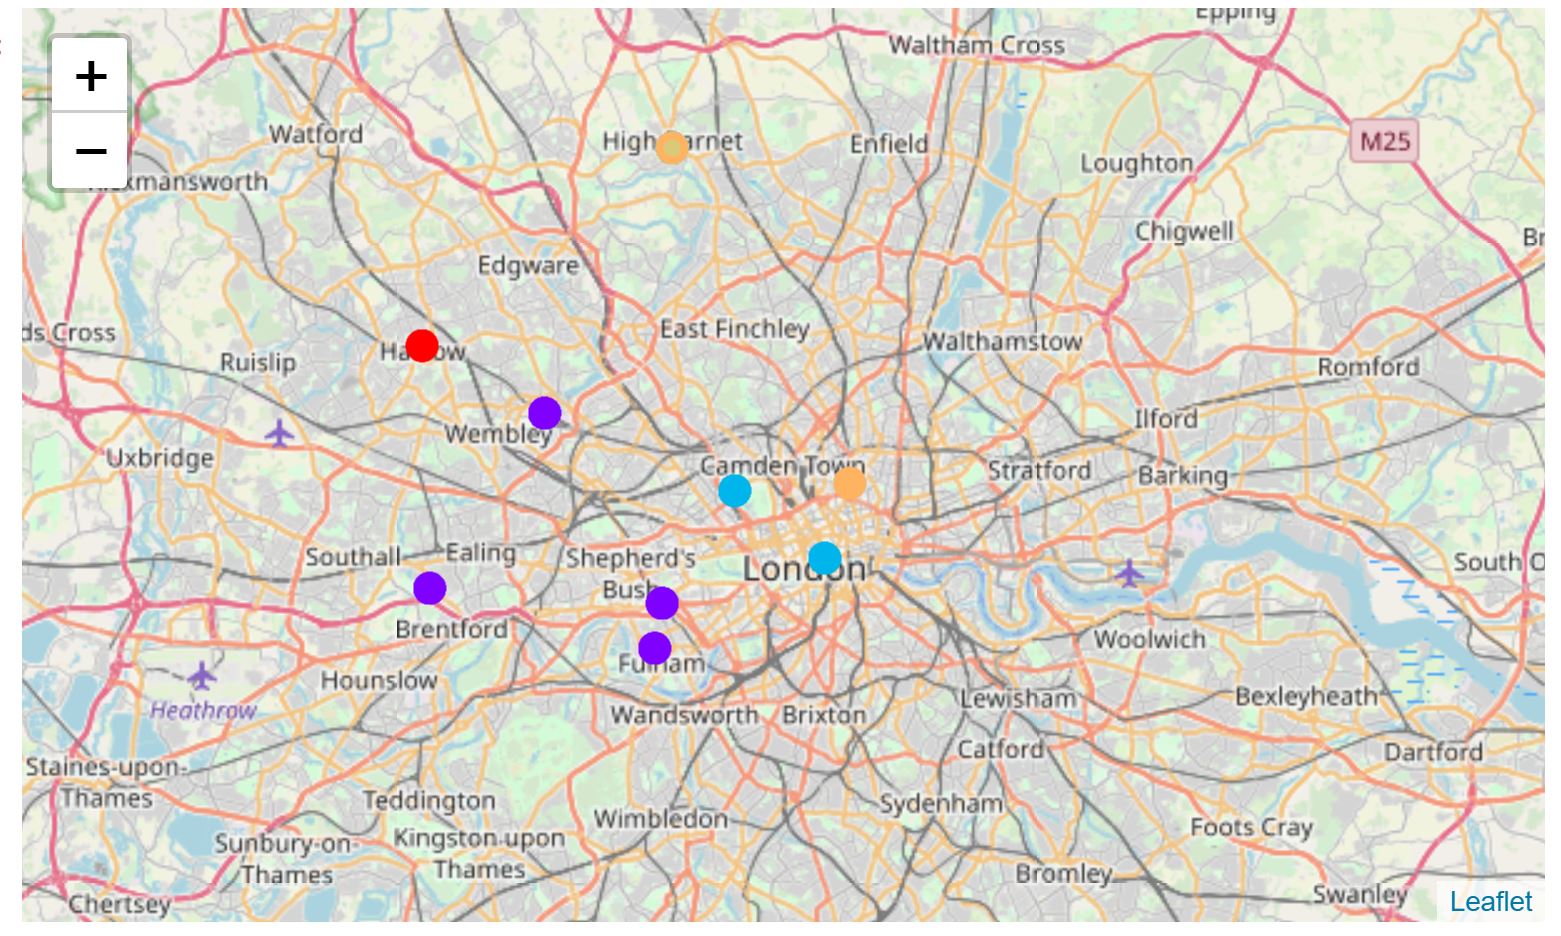 Epping
Waltham Cross
+
Watford
High Barnet
Enfield
M25
−
Loughton
Rickmansworth
Chigwell
Br
Edgware
ds Cross
East Finchley
Walthamstow
Ruislip
Harrow
Romford
Ilford
Wembley
Uxbridge
Camden Town
Stratford
Barking
Southall
Ealing
Shepherd's
Bush
London
South O
Brentford
Woolwich
Fulham
Hounslow
Heathrow
Wandsworth
Brixton
Lewisham
Bexleyheath
Catford
Dartford
Staines-upon-
Thames
Teddington
Sydenham
Wimbledon
Foots Cray
Sunbury-on-
Thames
Kingston upon
Thames
Bromley
Swanley
Chertsey
Leaflet